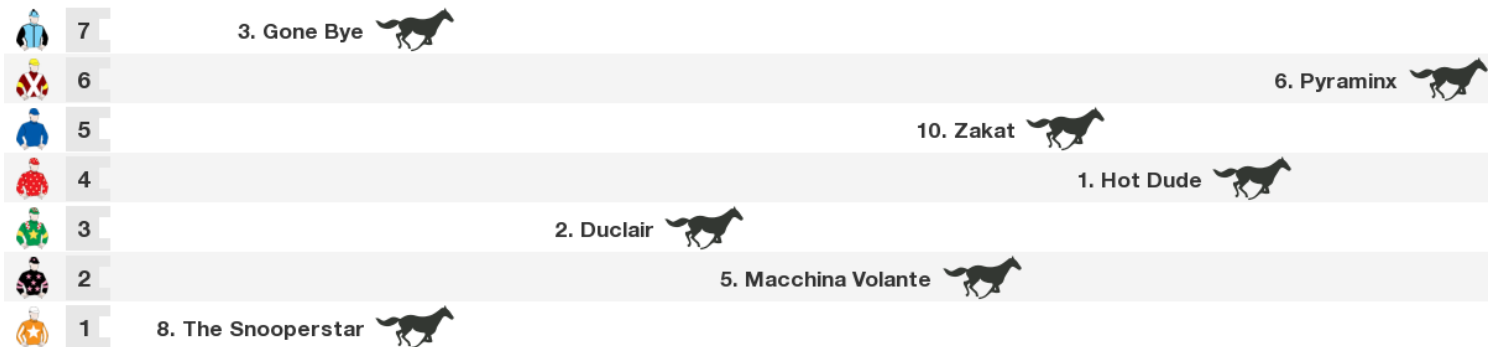 7 3. Gone Bye
6 6. Pyraminx
5 10. Zakat
4 1. Hot Dude
3 2. Duclair
2 5. Macchina Volante
1 8. The Snooperstar